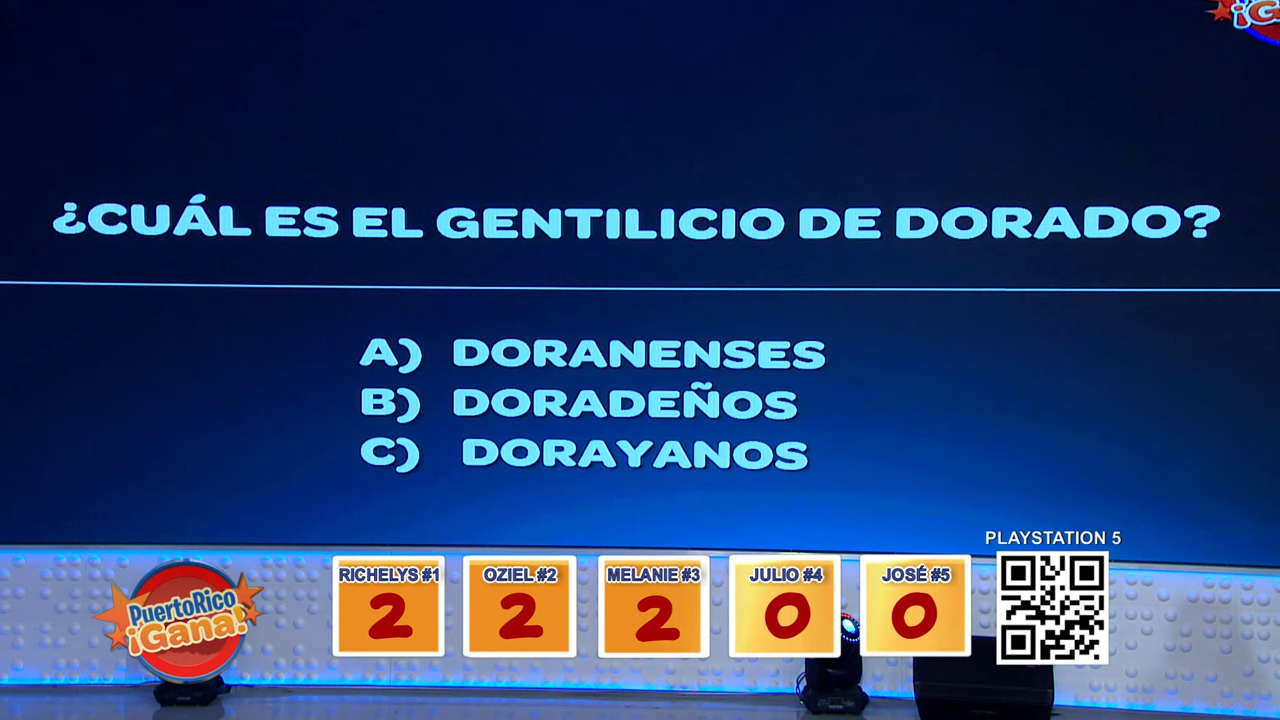 ¡G
¿CUÁL ES EL GENTILICIO DE DORADO?
A) DORANENSES
B) DORADEÑOS
C) DORAYANOS
PLAYSTATION 5
RICHELYS #1
OZIEL #2
MELANIE #3
JULIO #4
JOSÉ #5
2
2
2
0
0
PuertoRico
¡Gana!